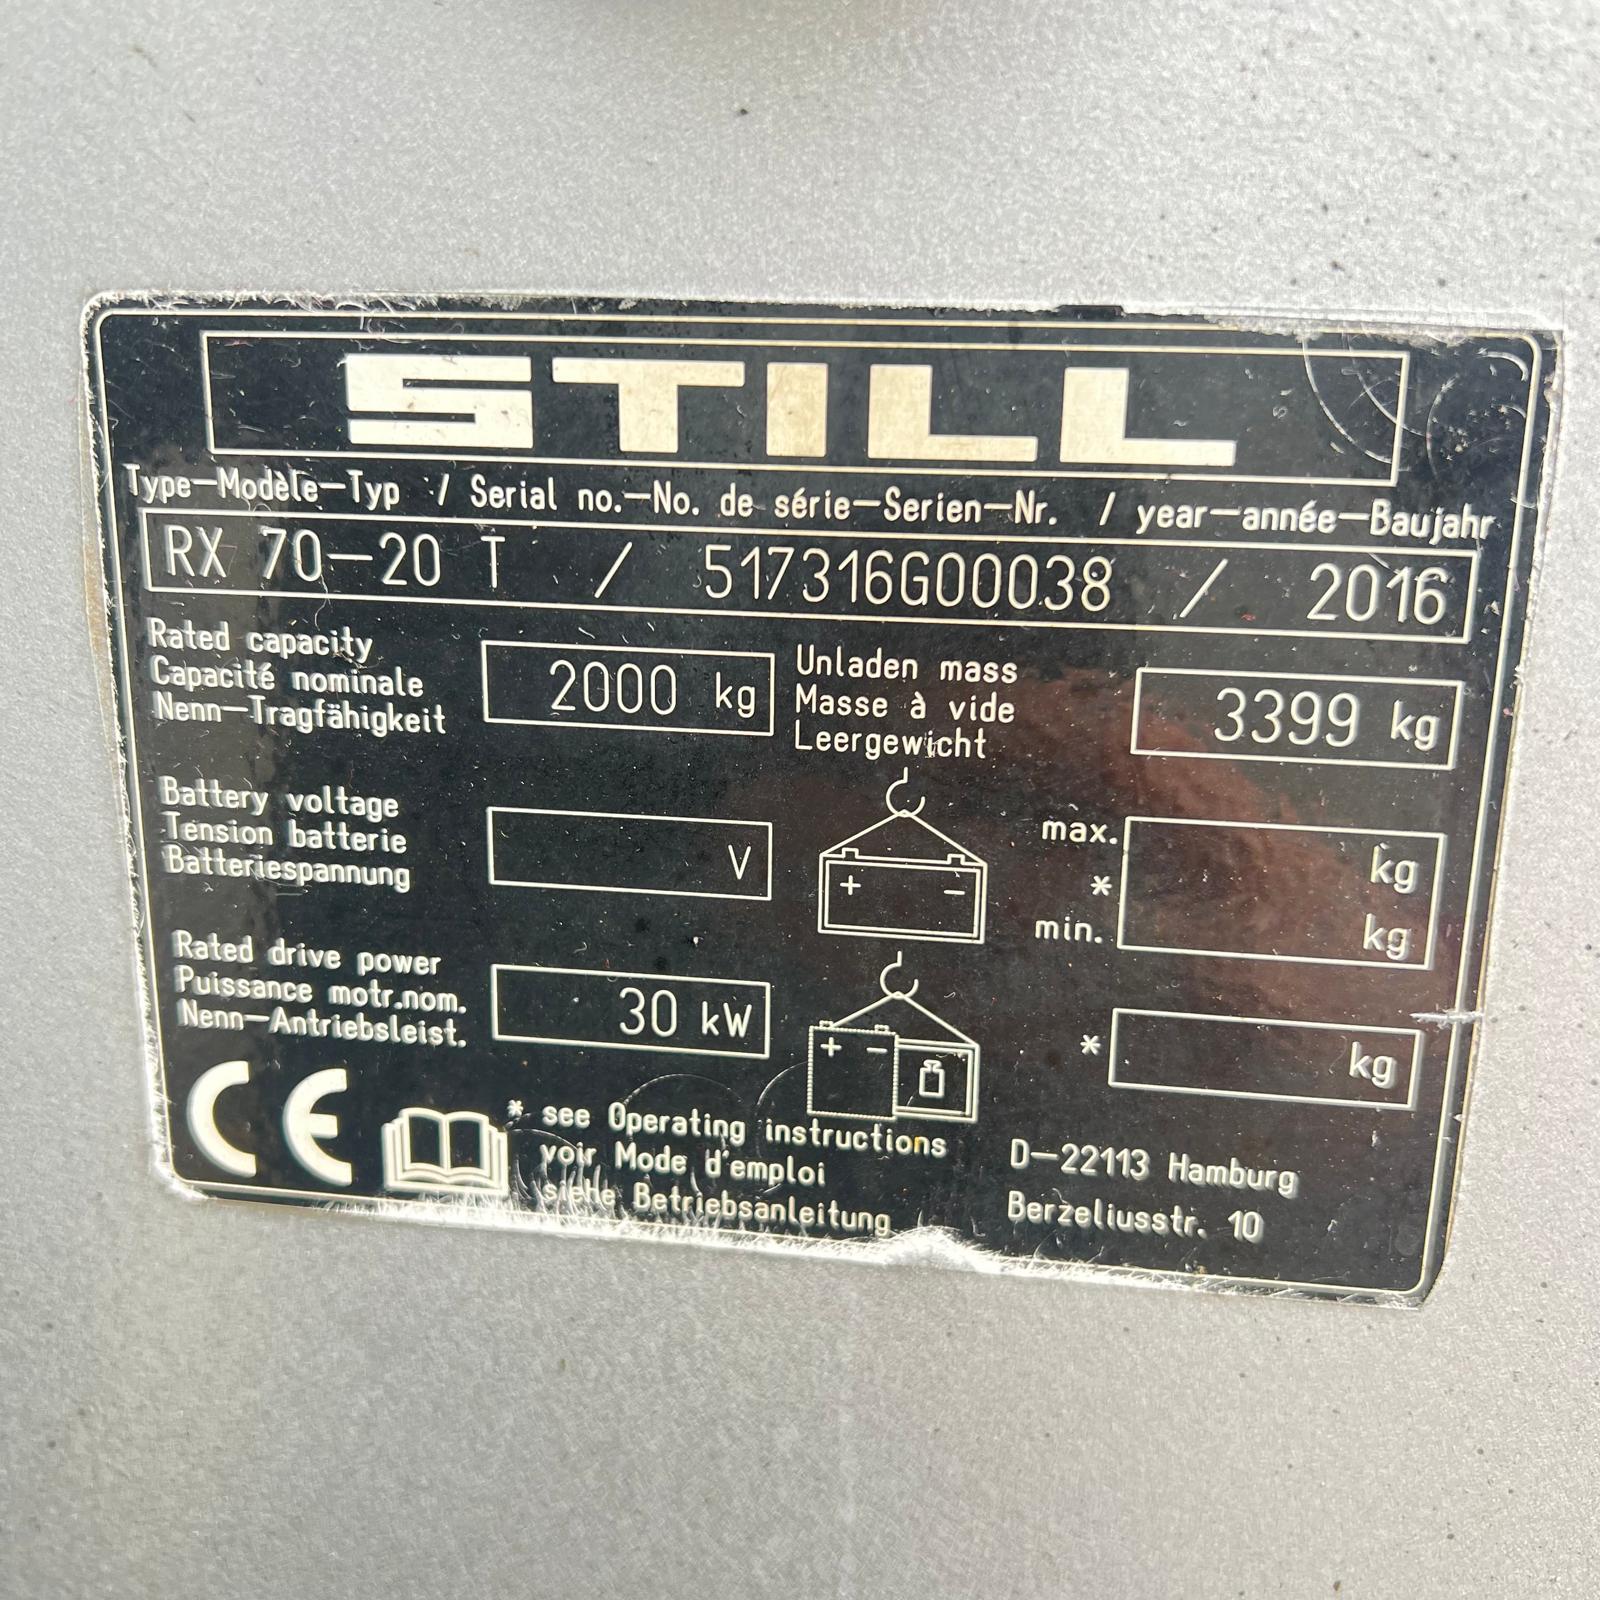 STILL
Type-Modèle-Typ / Serial no.-No. de série-Serien-Nr. / year-année-Baujahr
RX 70-20 T / 517316G00038 / 2016
Rated capacity
Capacité nominale
Nenn-Tragfähigkeit
2000 kg
Unladen mass
Masse à vide
Leergewicht
3399 kg
Battery voltage
Tension batterie
Batteriespannung
V
+ -
max. kg
*
min. kg
Rated drive power
Puissance motr.nom.
Nenn-Antriebsleist.
30 kW
+ -
* kg
CE
* see Operating instructions
voir Mode d'emploi
siehe Betriebsanleitung
D-22113 Hamburg
Berzeliusstr. 10